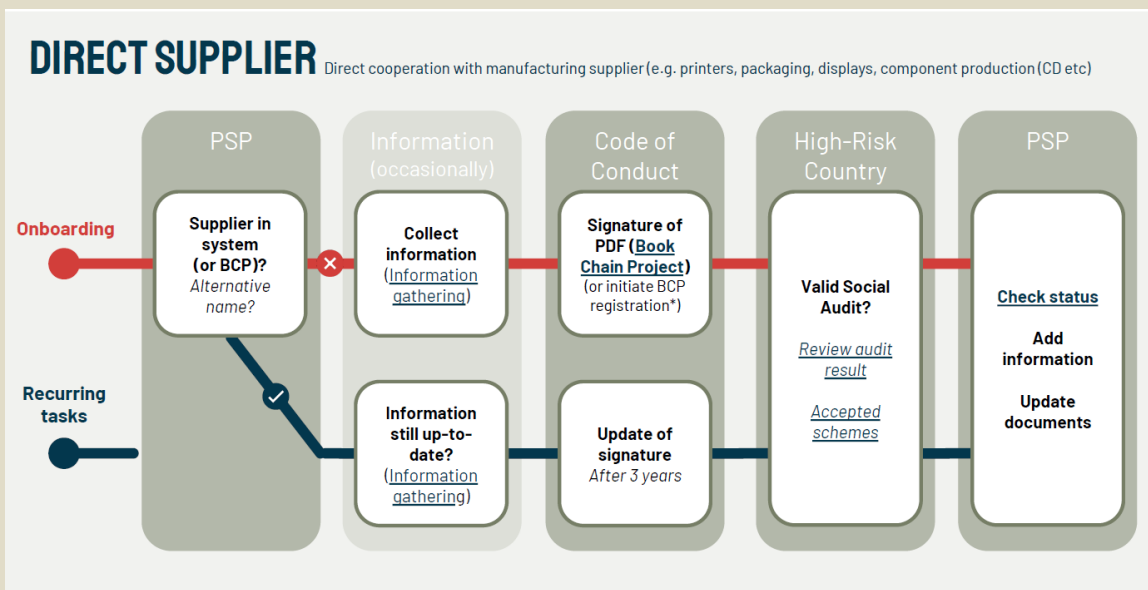 DIRECT SUPPLIER
Direct cooperation with manufacturing supplier (e.g. printers, packaging, displays, component production (CD etc)
PSP
Information
(occasionally)
Code of
Conduct
High-Risk
Country
PSP
Onboarding
Supplier in
system
(or BCP)?
Alternative
name?
Collect
information
(Information
gathering)
Signature of
PDF (Book
Chain Project)
(or initiate BCP
registration*)
Valid Social
Audit?
Review audit
result
Accepted
schemes
Check status
Add
information
Update
documents
Recurring
tasks
Information
still up-to-
date?
(Information
gathering)
Update of
signature
After 3 years